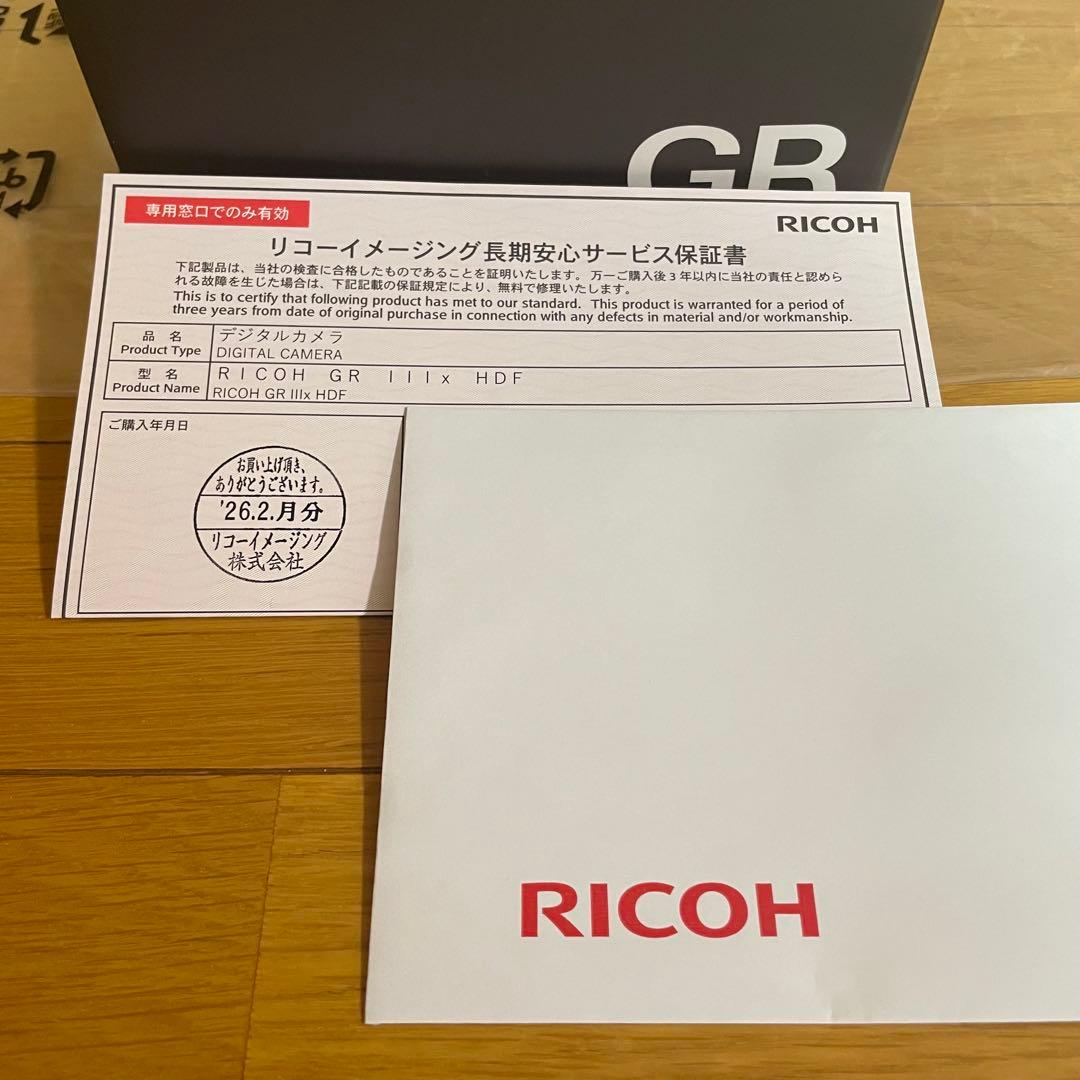 GR
専用窓口でのみ有効
RICOH
リコーイメージング長期安心サービス保証書
下記製品は、当社の検査に合格したものであることを証明いたします。万一ご購入後3年以内に当社の責任と認めら
れる故障を生じた場合は、下記記載の保証規定により、無料で修理いたします。
This is to certify that following product has met to our standard. This product is warranted for a period of
three years from date of original purchase in connection with any defects in material and/or workmanship.
品 名 デジタルカメラ
Product Type DIGITAL CAMERA
型 名 RICOH GR IIIx HDF
Product Name RICOH GR IIIx HDF
ご購入年月日
お買い上げ頂き、
ありがとうございます。
'26.2.月分
リコーイメージング
株式会社
RICOH